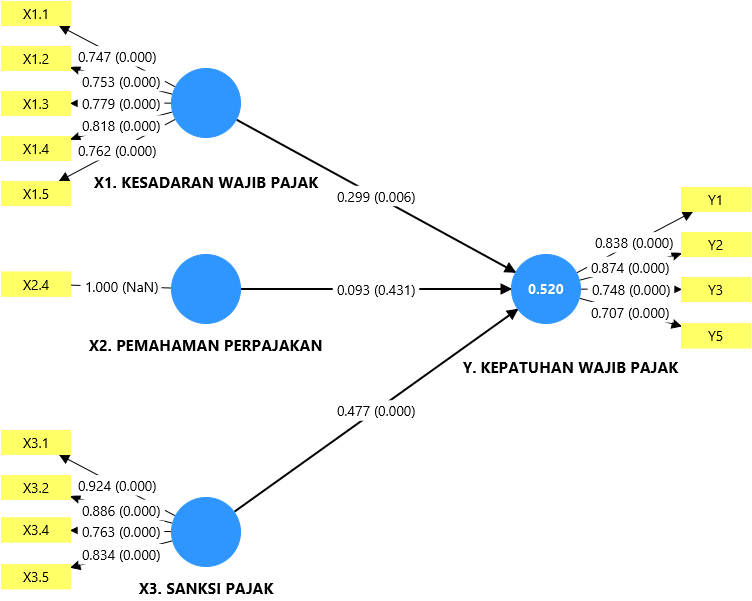 X1.1
0.747 (0.000)
X1.2
0.753 (0.000)
X1.3
0.779 (0.000)
X1.4
0.818 (0.000)
X1.5
0.762 (0.000)
X1. KESADARAN WAJIB PAJAK
0.299 (0.006)
X2.4
1.000 (NaN)
X2. PEMAHAMAN PERPAJAKAN
0.093 (0.431)
0.520
Y1
0.838 (0.000)
Y2
0.874 (0.000)
Y3
0.748 (0.000)
Y5
0.707 (0.000)
Y. KEPATUHAN WAJIB PAJAK
0.477 (0.000)
X3.1
0.924 (0.000)
X3.2
0.886 (0.000)
X3.4
0.763 (0.000)
X3.5
0.834 (0.000)
X3. SANKSI PAJAK